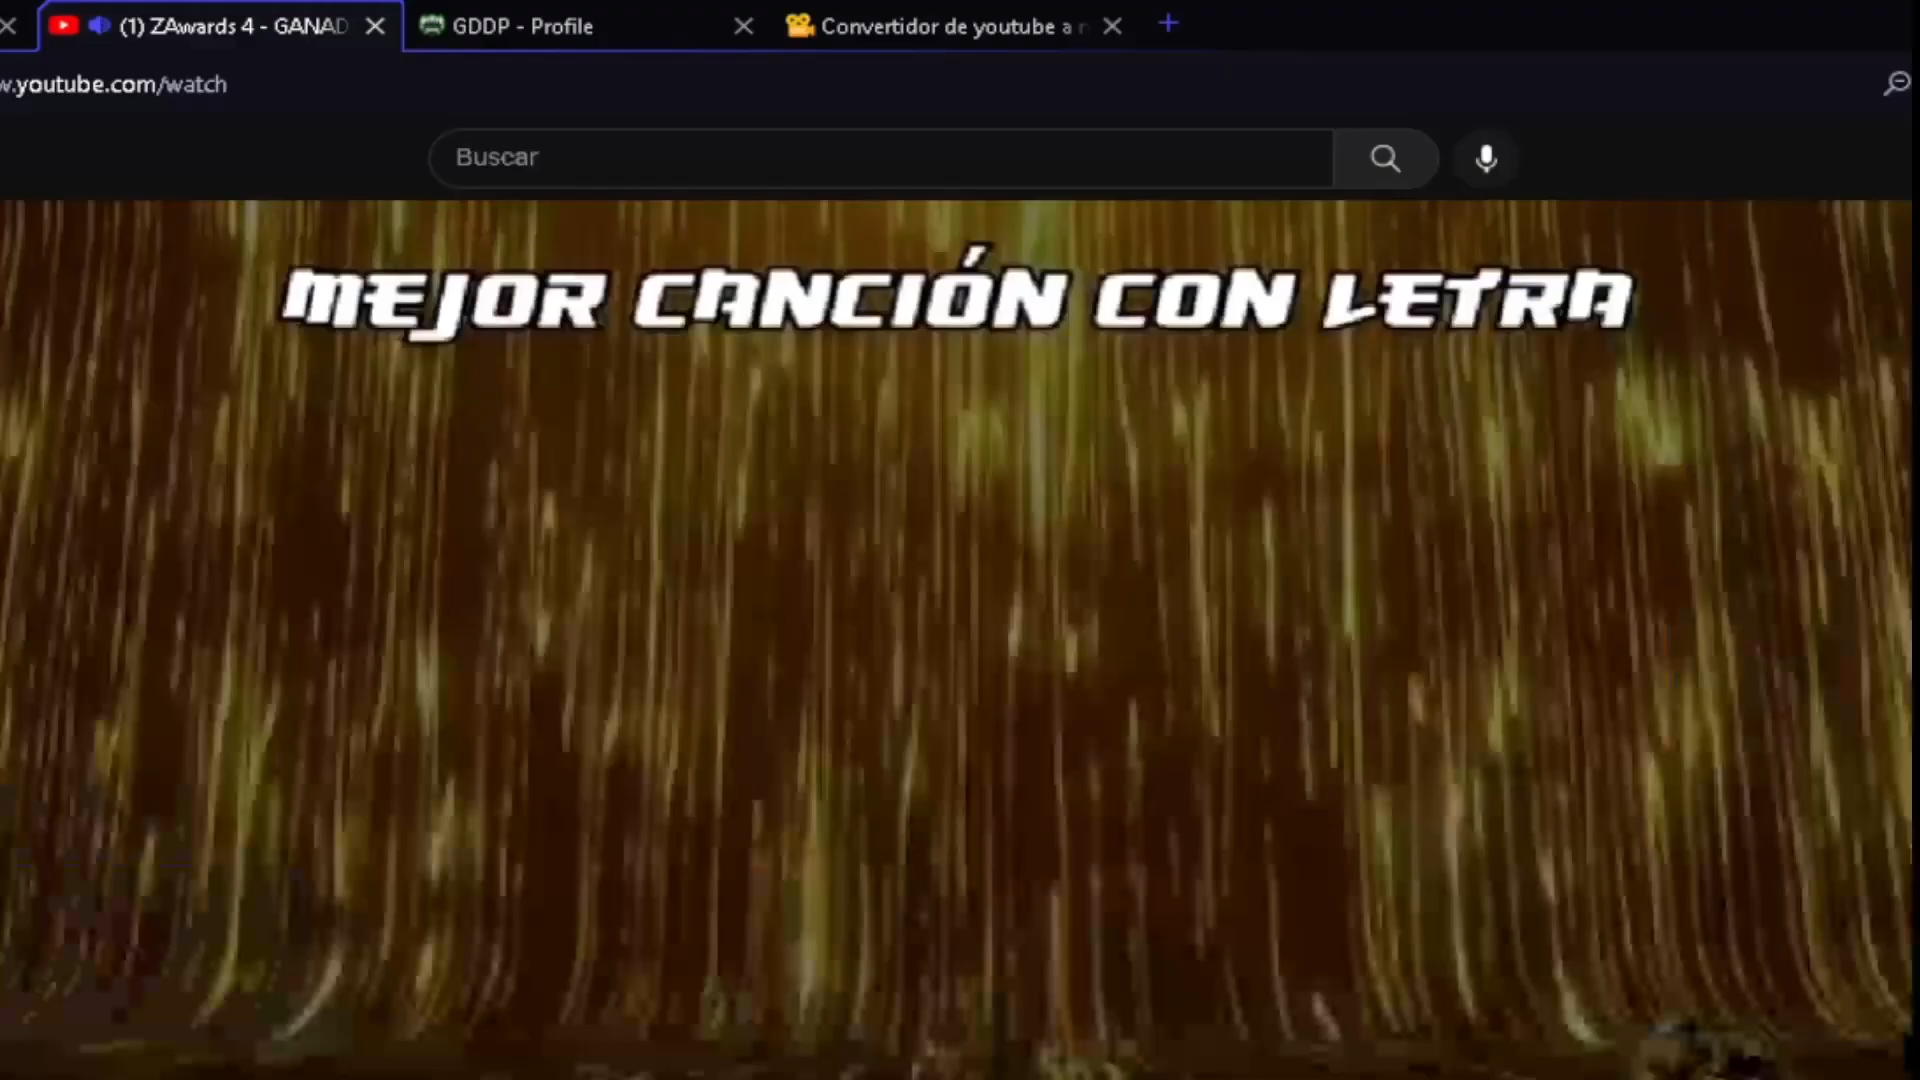 (1) ZAwards 4 - GANAD
GDDP - Profile
Convertidor de youtube a
w.youtube.com/watch
Buscar
MEJOR CANCIÓN CON LETRA